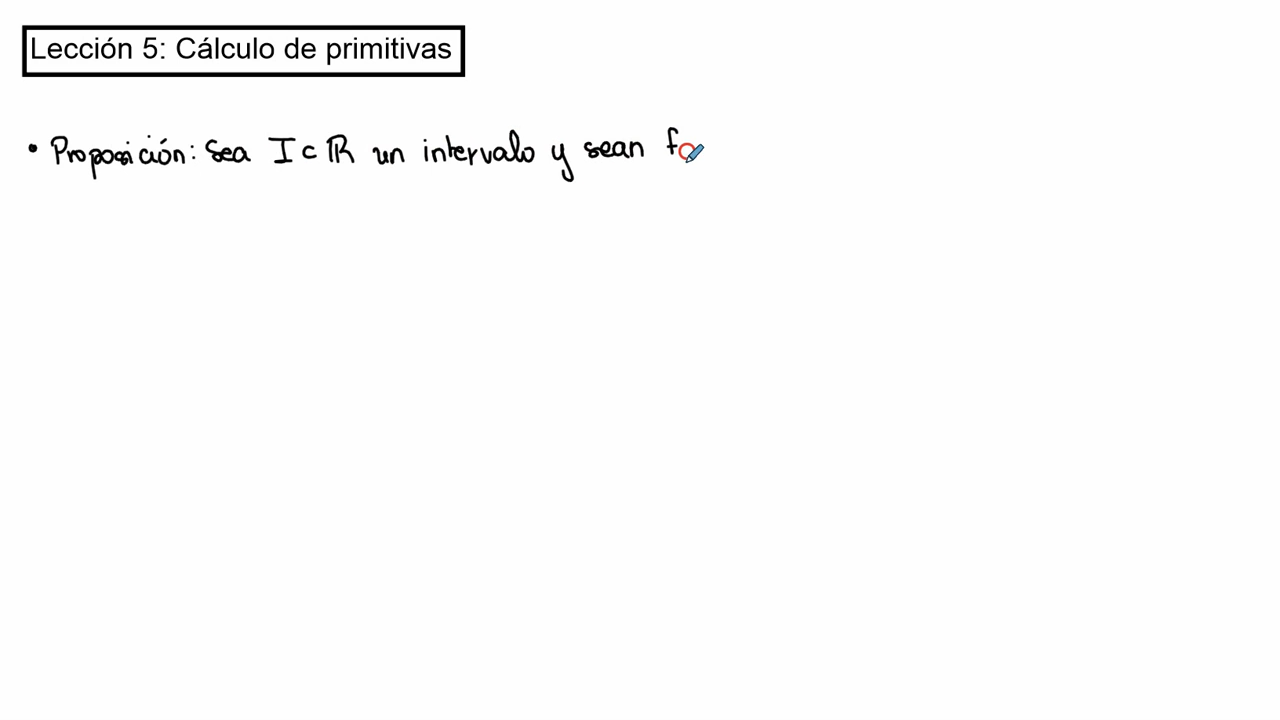 Lección 5: Cálculo de primitivas
• Proposición: Sea I ⊂ ℝ un intervalo y sean f